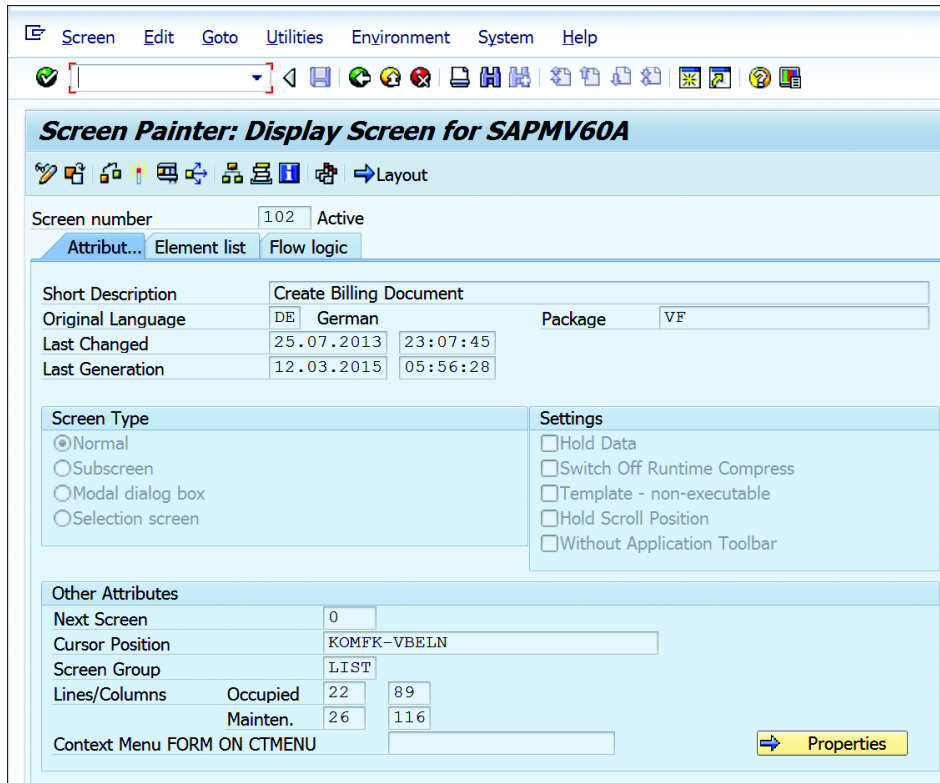 Screen Edit Goto Utilities Environment System Help
Screen Painter: Display Screen for SAPMV60A
Layout
Screen number 102 Active
Attribut... Element list Flow logic
Short Description Create Billing Document
Original Language DE German Package VF
Last Changed 25.07.2013 23:07:45
Last Generation 12.03.2015 05:56:28
Screen Type Settings
Normal Hold Data
Subscreen Switch Off Runtime Compress
Modal dialog box Template - non-executable
Selection screen Hold Scroll Position
Without Application Toolbar
Other Attributes
Next Screen 0
Cursor Position KOMFK-VBELN
Screen Group LIST
Lines/Columns Occupied 22 89
Mainten. 26 116
Context Menu FORM ON CTMENU
Properties